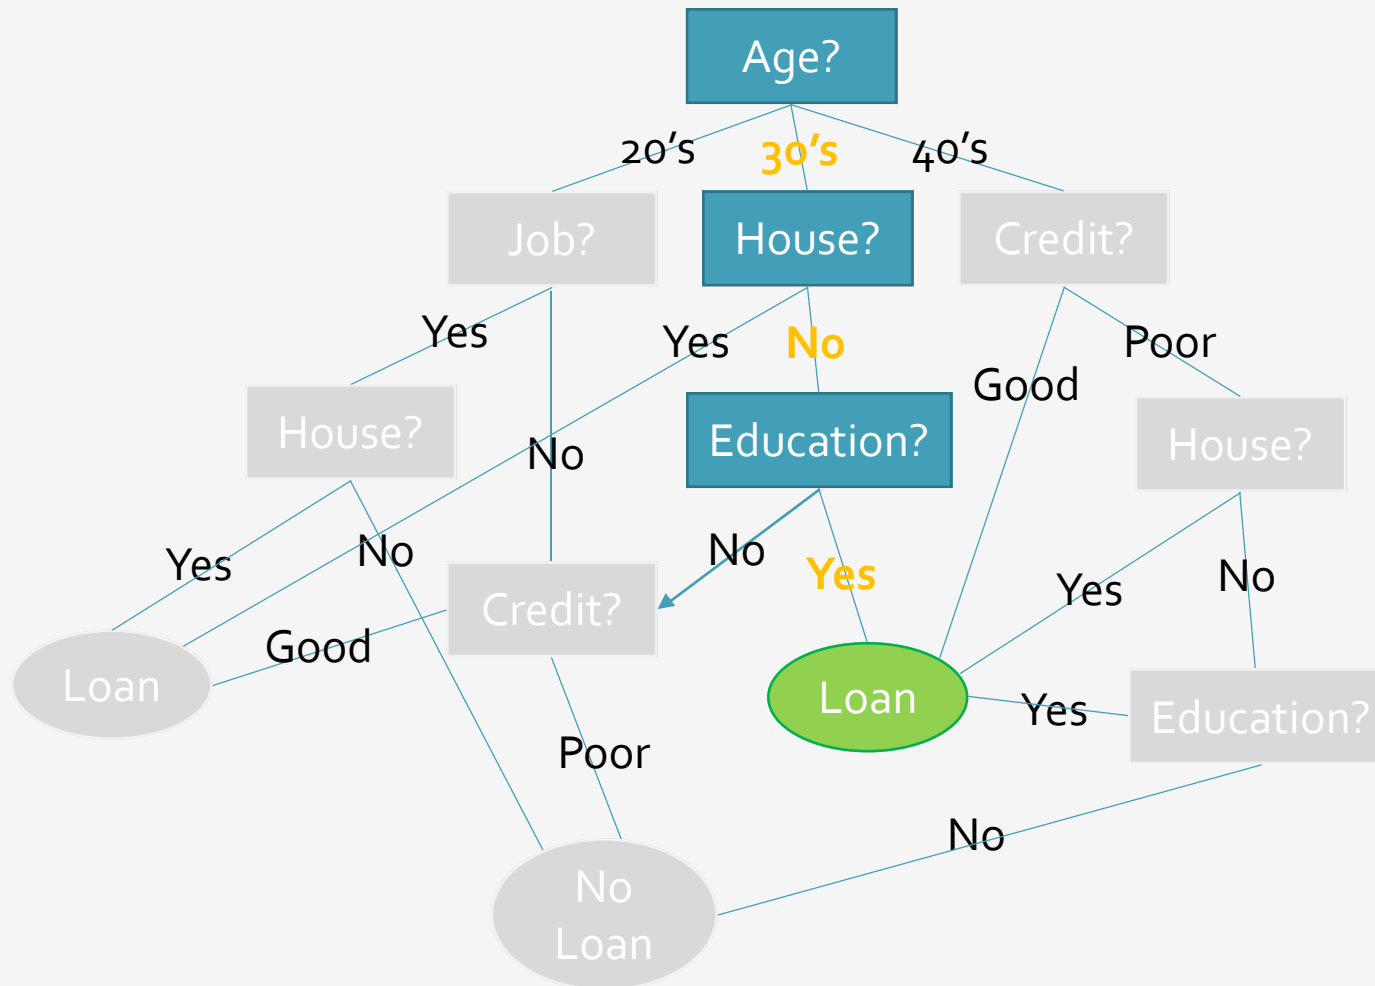 Age?
20's
30's
40's
Job?
House?
Credit?
Yes
Yes
No
Poor
Good
House?
No
Education?
House?
Yes
No
No
Yes
Yes
No
Credit?
Good
Loan
Loan
Yes
Education?
Poor
No
No
Loan